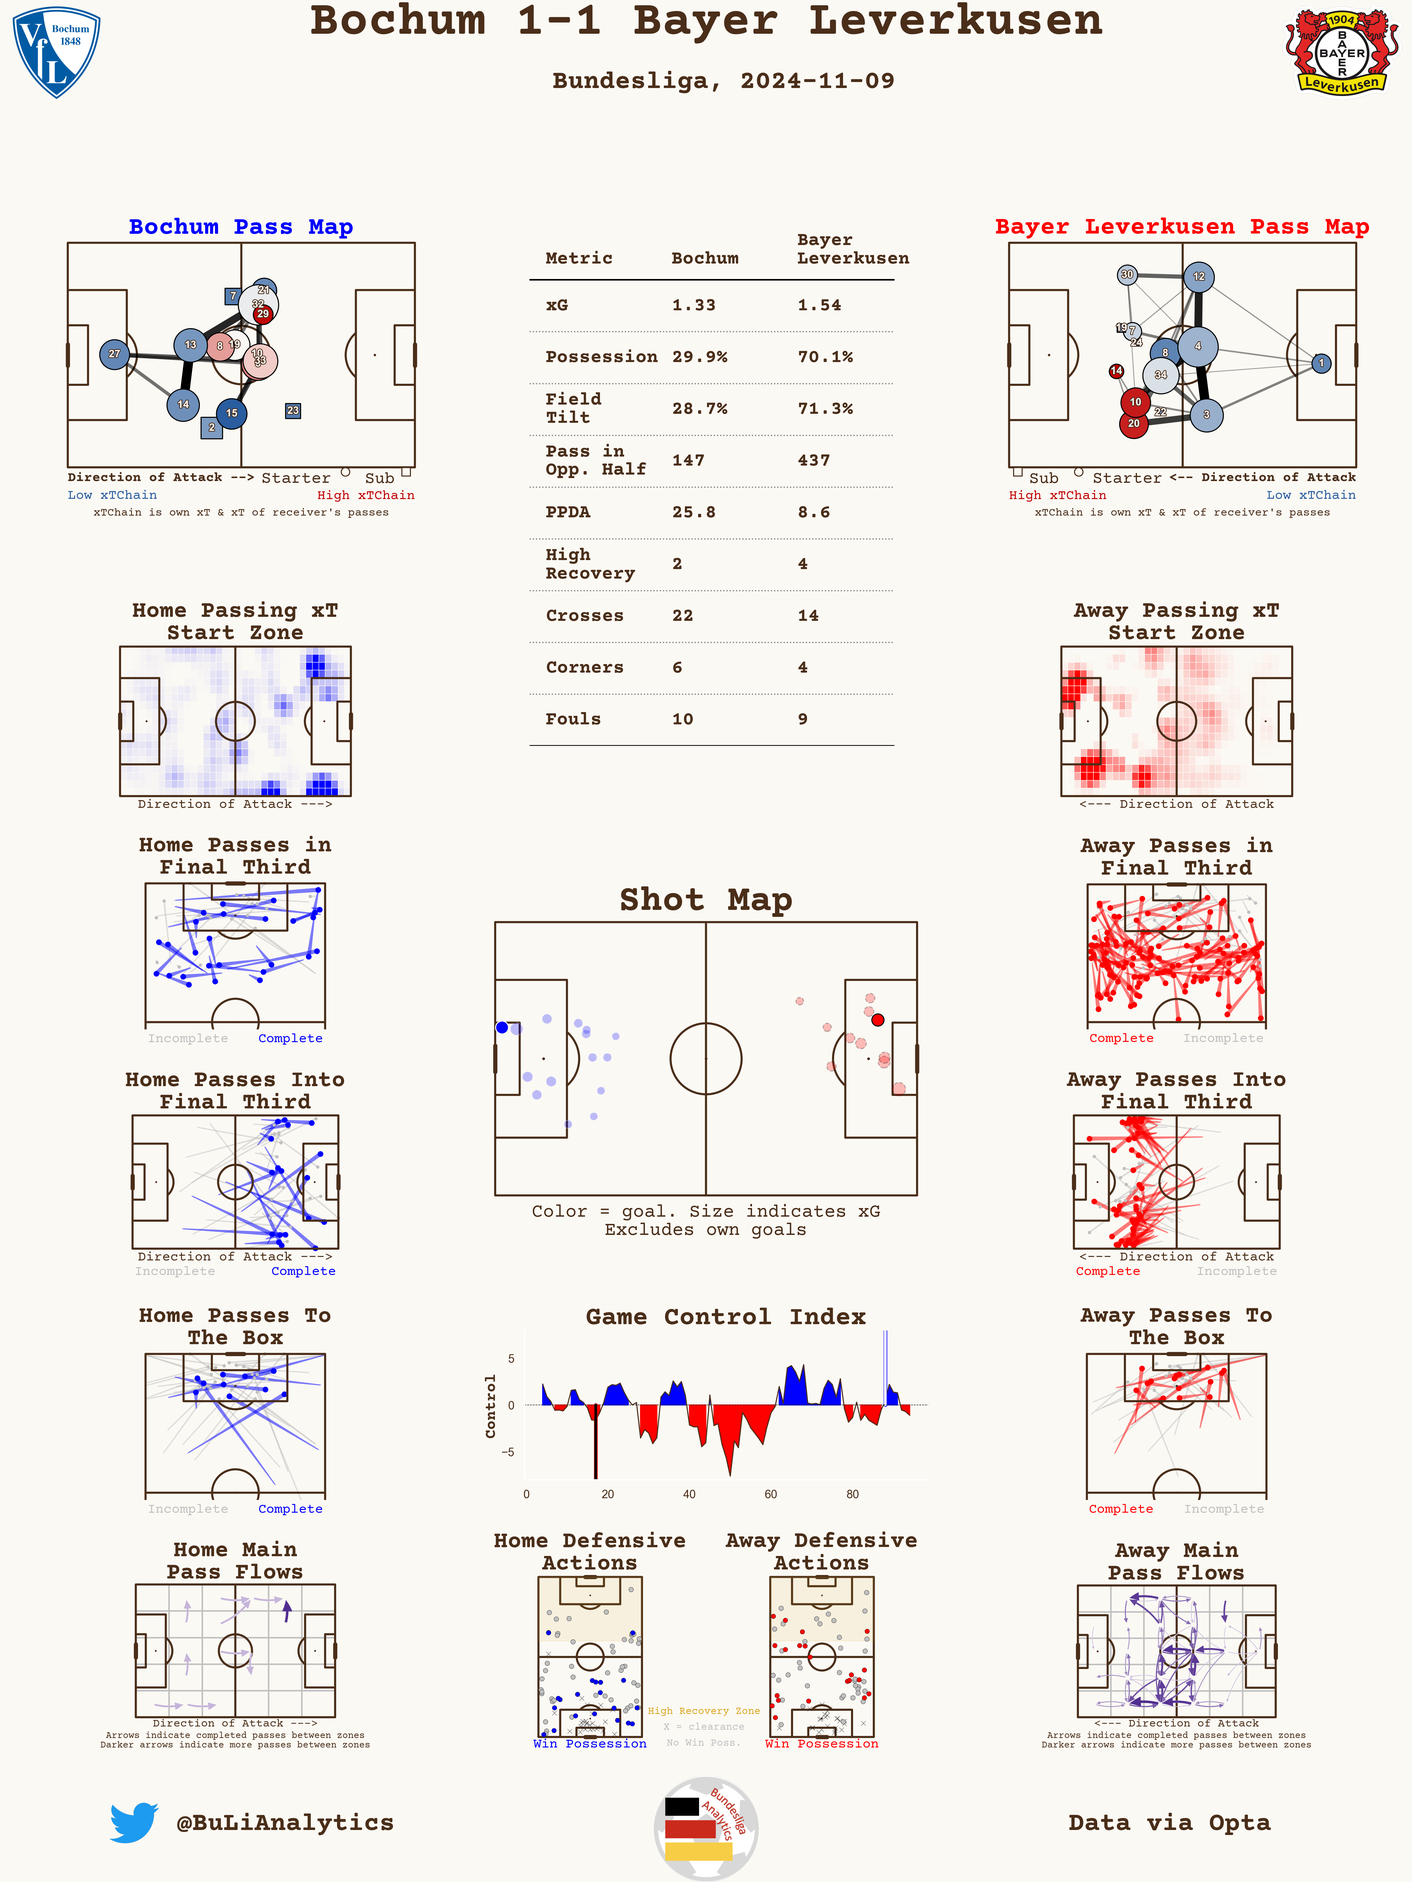 Bochum 1-1 Bayer Leverkusen
Bundesliga, 2024-11-09
VfL
Bochum
1848
1904
BAYER
BAYER
Leverkusen
Bochum Pass Map
7
21
32
29
13
8
19
10
33
3
27
14
2
15
23
Direction of Attack --> Starter Sub
Low xTChain High xTChain
xTChain is own xT & xT of receiver's passes
Metric Bochum Bayer Leverkusen
xG 1.33 1.54
Possession 29.9% 70.1%
Field Tilt 28.7% 71.3%
Pass in Opp. Half 147 437
PPDA 25.8 8.6
High Recovery 2 4
Crosses 22 14
Corners 6 4
Fouls 10 9
Bayer Leverkusen Pass Map
30
12
19
7
24
8
4
1
14
34
10
22
3
20
Sub Starter <-- Direction of Attack
High xTChain Low xTChain
xTChain is own xT & xT of receiver's passes
Home Passing xT
Start Zone
Direction of Attack --->
Away Passing xT
Start Zone
<--- Direction of Attack
Home Passes in
Final Third
Incomplete Complete
Away Passes in
Final Third
Complete Incomplete
Shot Map
Color = goal. Size indicates xG
Excludes own goals
Home Passes Into
Final Third
Direction of Attack --->
Incomplete Complete
Away Passes Into
Final Third
<--- Direction of Attack
Complete Incomplete
Home Passes To
The Box
Incomplete Complete
Game Control Index
Control
5
0
−5
0 20 40 60 80
Away Passes To
The Box
Complete Incomplete
Home Main
Pass Flows
Direction of Attack --->
Arrows indicate completed passes between zones
Darker arrows indicate more passes between zones
Home Defensive
Actions
Win Possession
High Recovery Zone
X = clearance
No Win Poss.
Away Defensive
Actions
Win Possession
Away Main
Pass Flows
<--- Direction of Attack
Arrows indicate completed passes between zones
Darker arrows indicate more passes between zones
@BuLiAnalytics
Bundesliga
Analytics
Data via Opta